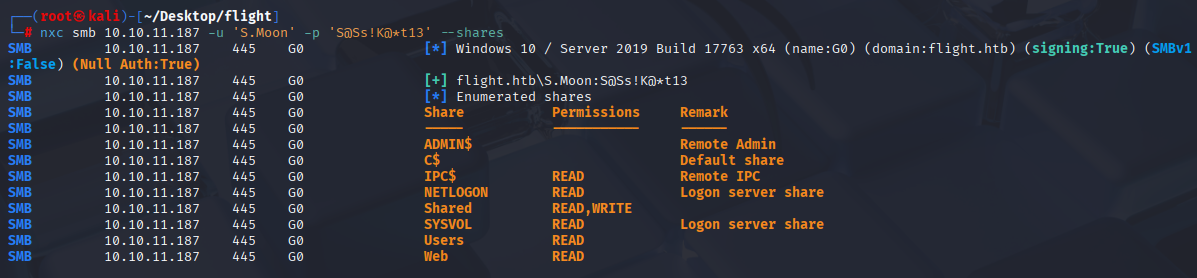 ┌──(root㉿kali)-[~/Desktop/flight]
└─# nxc smb 10.10.11.187 -u 'S.Moon' -p 'S@Ss!K@*t13' --shares
SMB         10.10.11.187    445    G0               [*] Windows 10 / Server 2019 Build 17763 x64 (name:G0) (domain:flight.htb) (signing:True) (SMBv1
:False) (Null Auth:True)
SMB         10.10.11.187    445    G0               [+] flight.htb\S.Moon:S@Ss!K@*t13
SMB         10.10.11.187    445    G0               [*] Enumerated shares
SMB         10.10.11.187    445    G0               Share           Permissions     Remark
SMB         10.10.11.187    445    G0               -----           -----------     ------
SMB         10.10.11.187    445    G0               ADMIN$                          Remote Admin
SMB         10.10.11.187    445    G0               C$                              Default share
SMB         10.10.11.187    445    G0               IPC$            READ            Remote IPC
SMB         10.10.11.187    445    G0               NETLOGON        READ            Logon server share
SMB         10.10.11.187    445    G0               Shared          READ,WRITE
SMB         10.10.11.187    445    G0               SYSVOL          READ            Logon server share
SMB         10.10.11.187    445    G0               Users           READ
SMB         10.10.11.187    445    G0               Web             READ